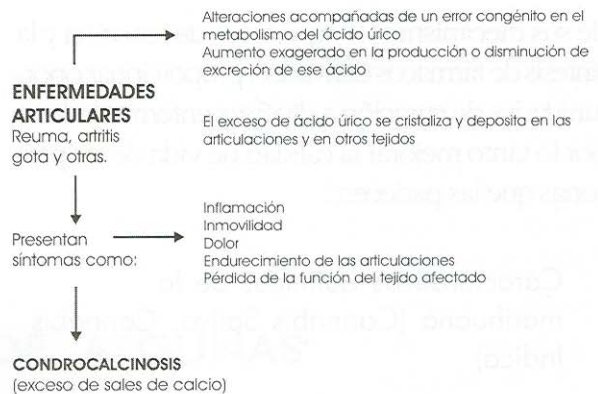 Alteraciones acompañadas de un error congénito en el
metabolismo del ácido úrico
Aumento exagerado en la producción o disminución de
excreción de ese ácido
ENFERMEDADES
ARTICULARES
Reuma, artritis
gota y otras.
El exceso de ácido úrico se cristaliza y deposita en las
articulaciones y en otros tejidos
Presentan
síntomas como:
Inflamación
Inmovilidad
Dolor
Endurecimiento de las articulaciones
Pérdida de la función del tejido afectado
CONDROCALCINOSIS
(exceso de sales de calcio)